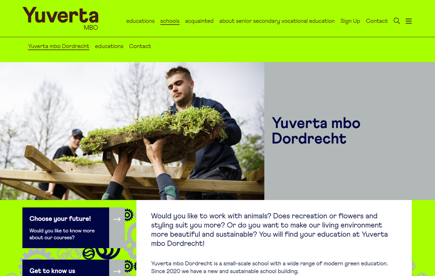 Yuverta
MBO
educations schools acquainted about senior secondary vocational education Sign Up Contact
Yuverta mbo Dordrecht educations Contact
Yuverta mbo
Dordrecht
Choose your future!
Would you like to know more
about our courses?
Get to know us
Would you like to work with animals? Does recreation or flowers and
styling suit you more? Or do you want to make our living environment
more beautiful and sustainable? You will find your education at Yuverta
mbo Dordrecht!
Yuverta mbo Dordrecht is a small-scale school with a wide range of modern green education.
Since 2020 we have a new and sustainable school building.